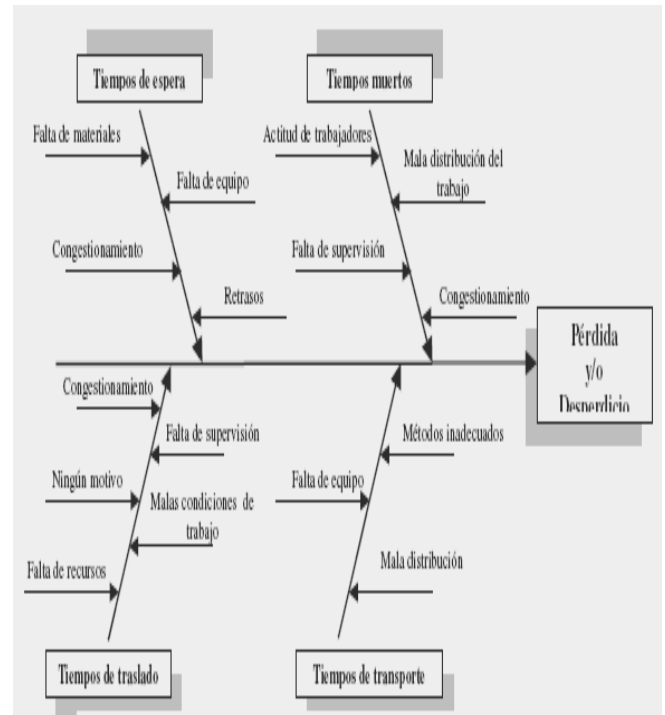 Tiempos de espera
Tiempos muertos
Falta de materiales
Actitud de trabajadores
Mala distribución del
trabajo
Falta de equipo
Congestionamiento
Falta de supervisión
Retrasos
Congestionamiento
Pérdida
y/o
Desperdicio
Congestionamiento
Falta de supervisión
Métodos inadecuados
Ningún motivo
Falta de equipo
Malas condiciones de
trabajo
Falta de recursos
Mala distribución
Tiempos de traslado
Tiempos de transporte